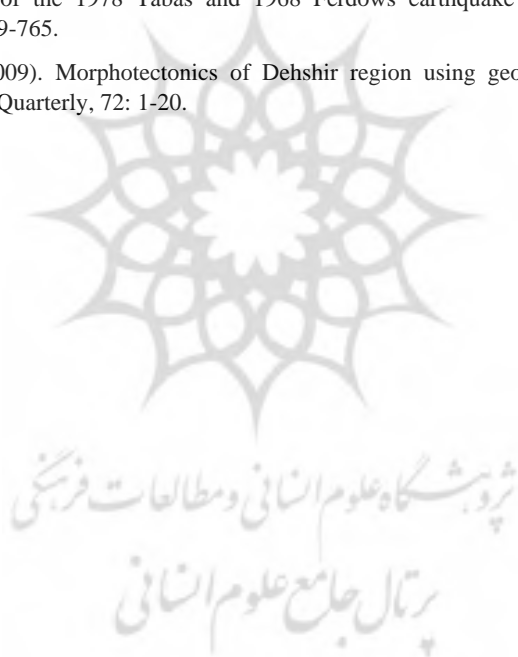 of the 1978 Tabas and 1968 Ferdows earthquake
9-765.
009). Morphotectonics of Dehshir region using geo
Quarterly, 72: 1-20.
پژوهشگاه علوم انسانی و مطالعات فرهنگی
پرتال جامع علوم انسانی